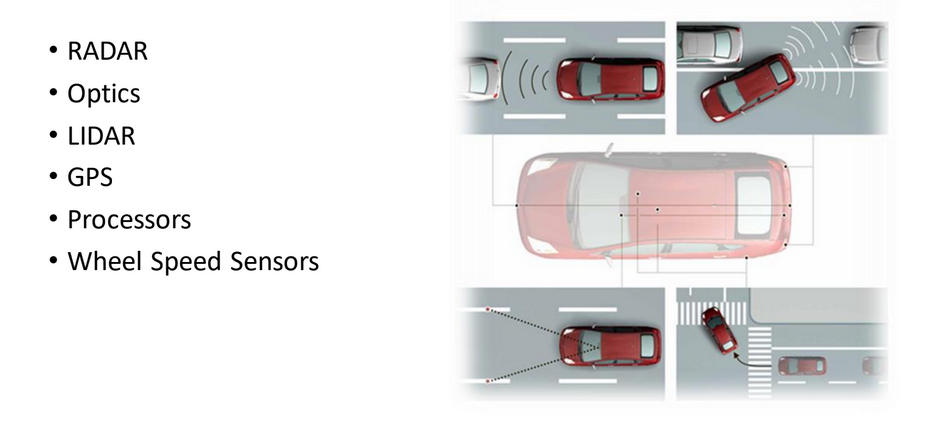 • RADAR
• Optics
• LIDAR
• GPS
• Processors
• Wheel Speed Sensors